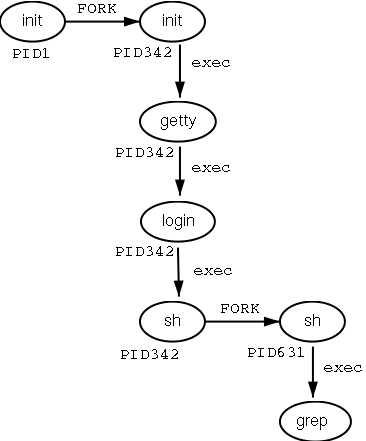 FORK
init
init
PID1
PID342
exec
getty
PID342
exec
login
PID342
exec
FORK
sh
sh
PID342
PID631
exec
grep